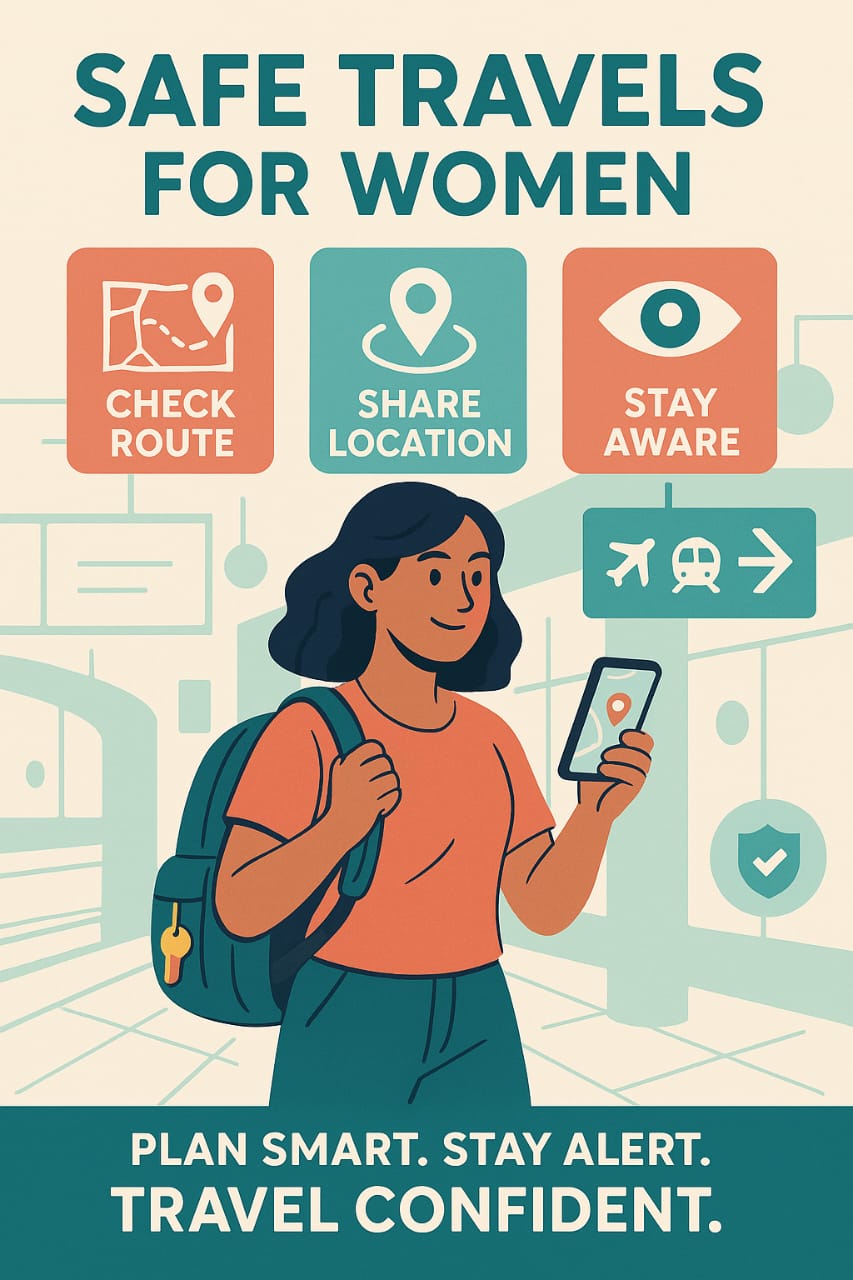 SAFE TRAVELS
FOR WOMEN
CHECK
ROUTE
SHARE
LOCATION
STAY
AWARE
PLAN SMART. STAY ALERT.
TRAVEL CONFIDENT.